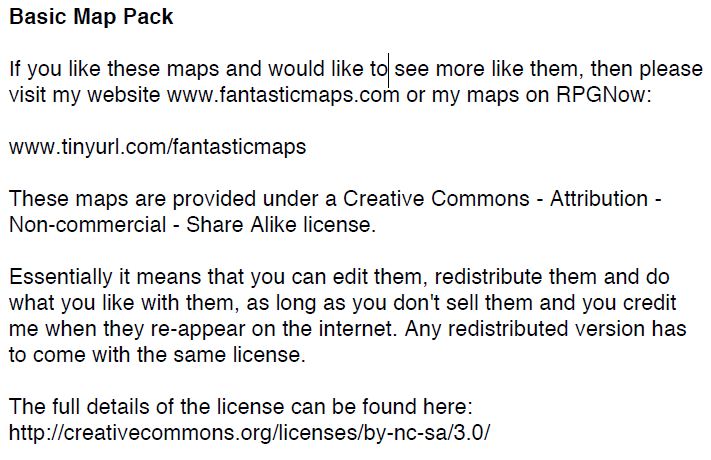 Basic Map Pack
If you like these maps and would like to see more like them, then please
visit my website www.fantasticmaps.com or my maps on RPGNow:
www.tinyurl.com/fantasticmaps
These maps are provided under a Creative Commons - Attribution -
Non-commercial - Share Alike license.
Essentially it means that you can edit them, redistribute them and do
what you like with them, as long as you don't sell them and you credit
me when they re-appear on the internet. Any redistributed version has
to come with the same license.
The full details of the license can be found here:
http://creativecommons.org/licenses/by-nc-sa/3.0/